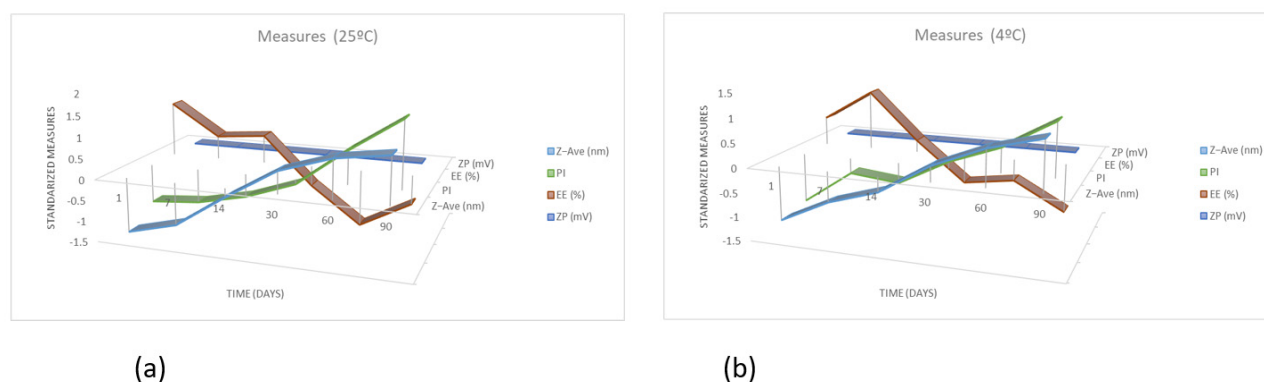 Measures (25ºC)
STANDARIZED MEASURES
2
1.5
1
0.5
0
-0.5
-1
-1.5
1
7
14
30
60
90
TIME (DAYS)
ZP (mV)
EE (%)
PI
Z-Ave (nm)
Z-Ave (nm)
PI
EE (%)
ZP (mV)
(a)
Measures (4ºC)
STANDARIZED MEASURES
1.5
1
0.5
0
-0.5
-1
-1.5
1
7
14
30
60
90
TIME (DAYS)
ZP (mV)
EE (%)
PI
Z-Ave (nm)
Z-Ave (nm)
PI
EE (%)
ZP (mV)
(b)